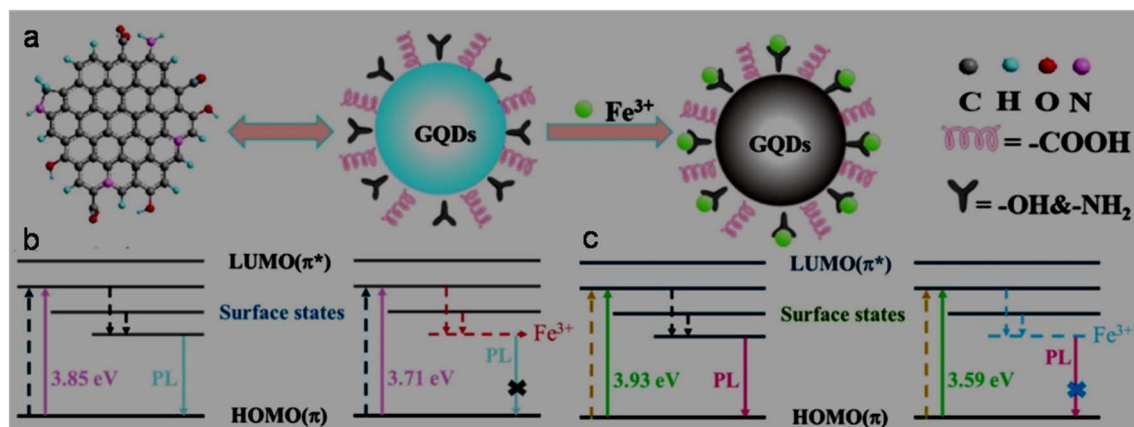 a
GQDs
Fe³⁺
GQDs
C H O N
= -COOH
= -OH&-NH₂
b
LUMO(π*)
Surface states
Fe³⁺
3.85 eV
PL
3.71 eV
PL
HOMO(π)
c
LUMO(π*)
Surface states
Fe³⁺
3.93 eV
PL
3.59 eV
PL
HOMO(π)